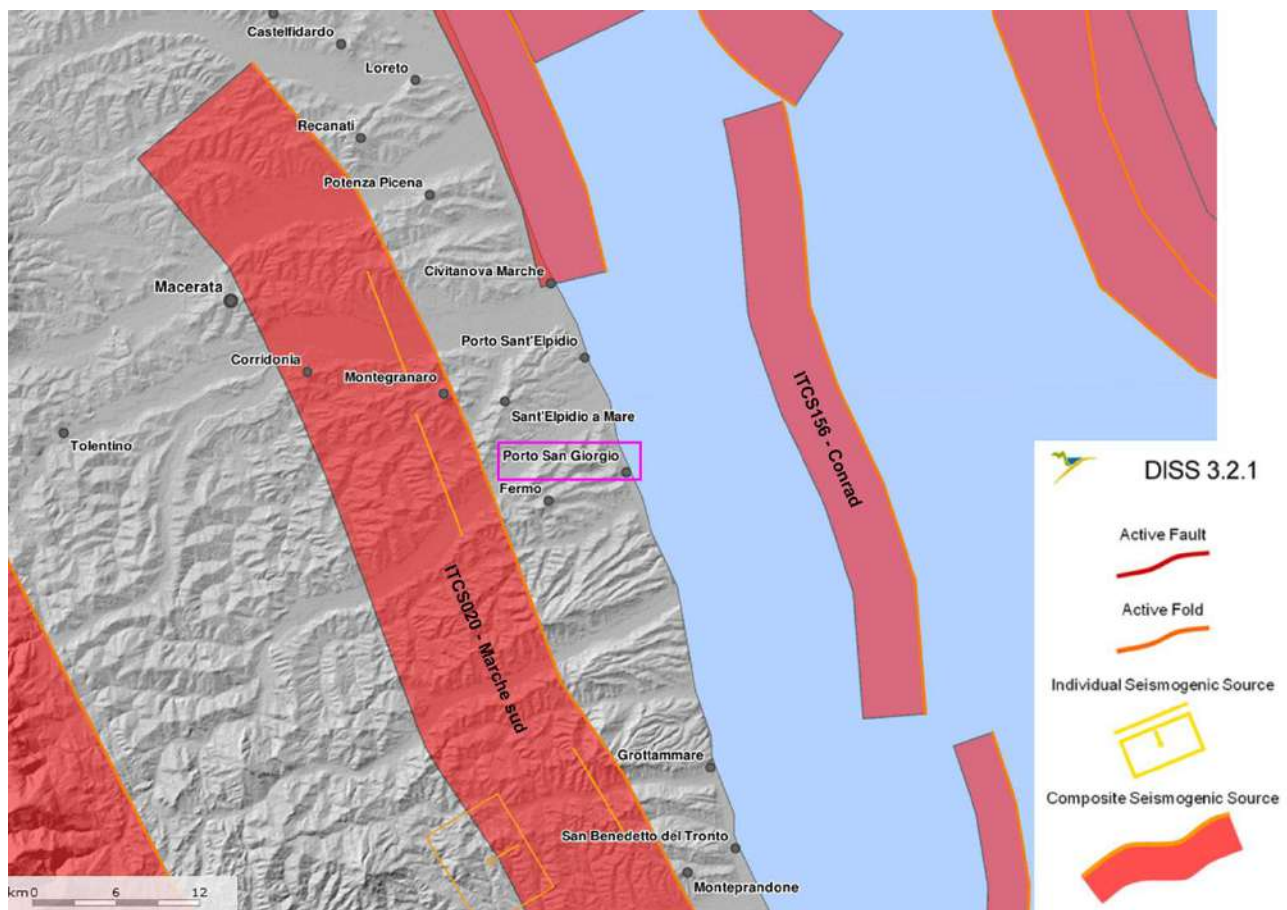 Castelfidardo
Loreto
Recanati
Potenza Picena
Civitanova Marche
Macerata
Porto Sant'Elpidio
Corridonia
Montegranaro
Sant'Elpidio a Mare
Tolentino
Porto San Giorgio
Fermo
ITCS156 - Conrad
ITCS020 - Marche sud
Grottammare
San Benedetto del Tronto
Monteprandone
km0 6 12
DISS 3.2.1
Active Fault
Active Fold
Individual Seismogenic Source
Composite Seismogenic Source